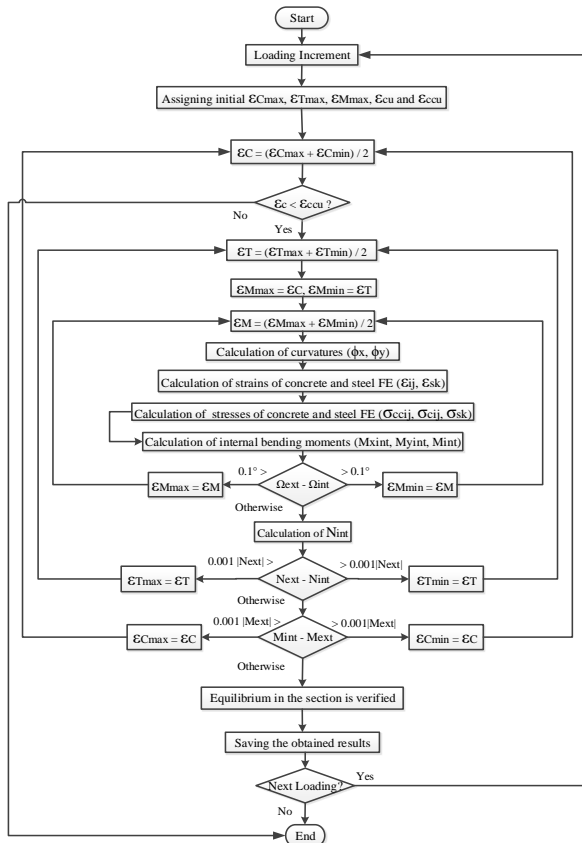 Start
Loading Increment
Assigning initial εCmax, εTmax, εMmax, εcu and εccu
εC = (εCmax + εCmin) / 2
εc < εccu ?
No
Yes
εT = (εTmax + εTmin) / 2
εMmax = εC, εMmin = εT
εM = (εMmax + εMmin) / 2
Calculation of curvatures (ϕx, ϕy)
Calculation of strains of concrete and steel FE (εij, εsk)
Calculation of stresses of concrete and steel FE (σccij, σcij, σsk)
Calculation of internal bending moments (Mxint, Myint, Mint)
0.1° >
> 0.1°
εMmax = εM
Ωext - Ωint
εMmin = εM
Otherwise
Calculation of Nint
0.001 |Next| >
> 0.001|Next|
εTmax = εT
Next - Nint
εTmin = εT
Otherwise
0.001 |Mext| >
> 0.001|Mext|
εCmax = εC
Mint - Mext
εCmin = εC
Otherwise
Equilibrium in the section is verified
Saving the obtained results
Next Loading?
Yes
No
End